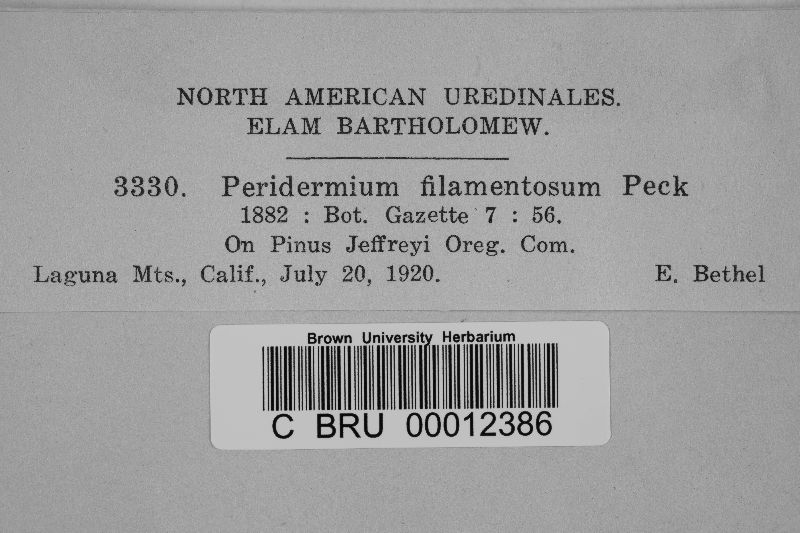 NORTH AMERICAN UREDINALES.
ELAM BARTHOLOMEW.
3330. Peridermium filamentosum Peck
1882 : Bot. Gazette 7 : 56.
On Pinus Jeffreyi Oreg. Com.
Laguna Mts., Calif., July 20, 1920. E. Bethel
Brown University Herbarium
C BRU 00012386